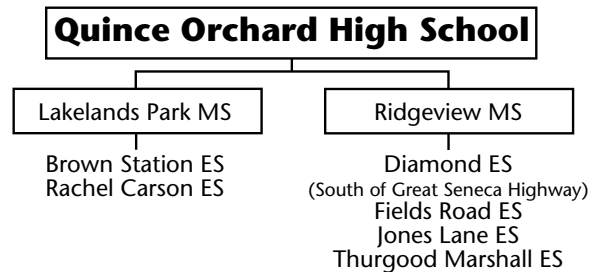 Quince Orchard High School
Lakelands Park MS
Brown Station ES
Rachel Carson ES
Ridgeview MS
Diamond ES
(South of Great Seneca Highway)
Fields Road ES
Jones Lane ES
Thurgood Marshall ES